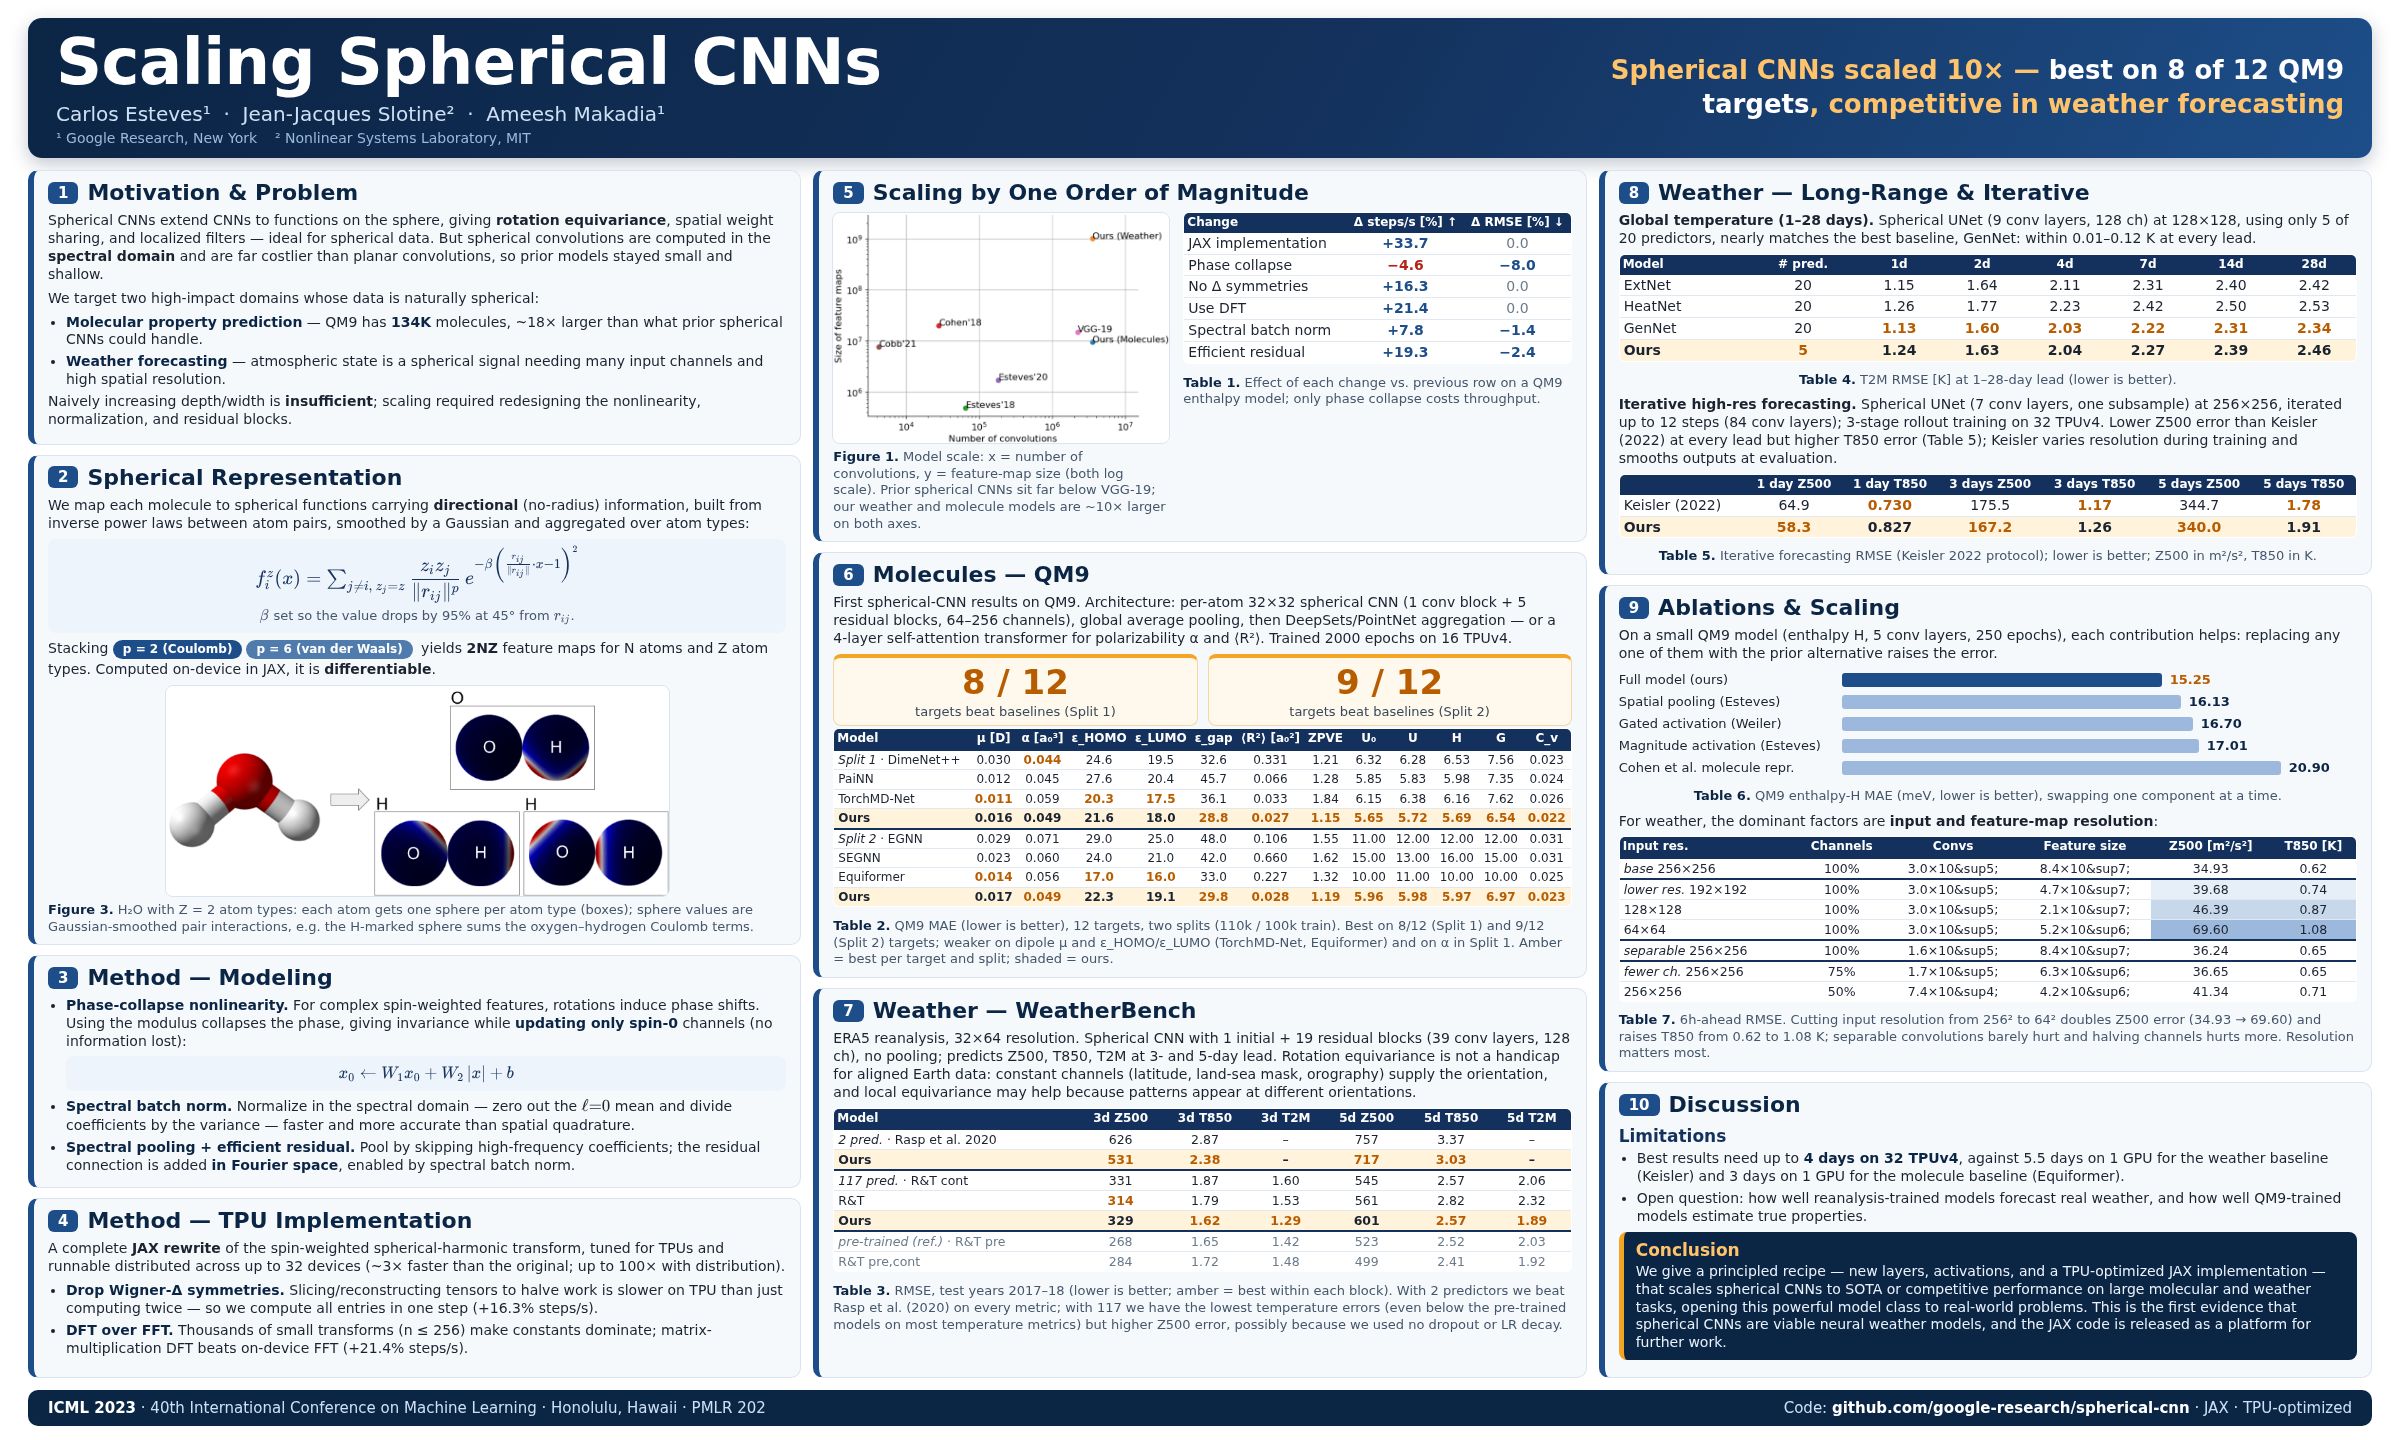 Scaling Spherical CNNs
Carlos Esteves¹ · Jean-Jacques Slotine² · Ameesh Makadia¹
¹ Google Research, New York ² Nonlinear Systems Laboratory, MIT
Spherical CNNs scaled 10× — best on 8 of 12 QM9
targets, competitive in weather forecasting
1 Motivation & Problem
Spherical CNNs extend CNNs to functions on the sphere, giving rotation equivariance, spatial weight
sharing, and localized filters — ideal for spherical data. But spherical convolutions are computed in the
spectral domain and are far costlier than planar convolutions, so prior models stayed small and
shallow.
We target two high-impact domains whose data is naturally spherical:
• Molecular property prediction — QM9 has 134K molecules, ~18× larger than what prior spherical
CNNs could handle.
• Weather forecasting — atmospheric state is a spherical signal needing many input channels and
high spatial resolution.
Naively increasing depth/width is insufficient; scaling required redesigning the nonlinearity,
normalization, and residual blocks.
2 Spherical Representation
We map each molecule to spherical functions carrying directional (no-radius) information, built from
inverse power laws between atom pairs, smoothed by a Gaussian and aggregated over atom types:
f_i^z(x) = ∑_{j≠i, z_j=z} \frac{z_i z_j}{‖r_{ij}‖^p} e^{−β(\frac{r_{ij}}{‖r_{ij}‖}·x−1)^2}
β set so the value drops by 95% at 45° from r_{ij}.
Stacking p = 2 (Coulomb) p = 6 (van der Waals) yields 2NZ feature maps for N atoms and Z atom
types. Computed on-device in JAX, it is differentiable.
O
O H
H H
O H O H
Figure 3. H₂O with Z = 2 atom types: each atom gets one sphere per atom type (boxes); sphere values are
Gaussian-smoothed pair interactions, e.g. the H-marked sphere sums the oxygen–hydrogen Coulomb terms.
3 Method — Modeling
• Phase-collapse nonlinearity. For complex spin-weighted features, rotations induce phase shifts.
Using the modulus collapses the phase, giving invariance while updating only spin-0 channels (no
information lost):
x₀ ← W₁x₀ + W₂ |x| + b
• Spectral batch norm. Normalize in the spectral domain — zero out the ℓ=0 mean and divide
coefficients by the variance — faster and more accurate than spatial quadrature.
• Spectral pooling + efficient residual. Pool by skipping high-frequency coefficients; the residual
connection is added in Fourier space, enabled by spectral batch norm.
4 Method — TPU Implementation
A complete JAX rewrite of the spin-weighted spherical-harmonic transform, tuned for TPUs and
runnable distributed across up to 32 devices (~3× faster than the original; up to 100× with distribution).
• Drop Wigner-Δ symmetries. Slicing/reconstructing tensors to halve work is slower on TPU than just
computing twice — so we compute all entries in one step (+16.3% steps/s).
• DFT over FFT. Thousands of small transforms (n ≤ 256) make constants dominate; matrix-
multiplication DFT beats on-device FFT (+21.4% steps/s).
5 Scaling by One Order of Magnitude
Size of feature maps
10⁹
10⁸
10⁷
10⁶
Ours (Weather)
Cohen'18
VGG-19
Cobb'21
Ours (Molecules)
Esteves'20
Esteves'18
10⁴ 10⁵ 10⁶ 10⁷
Number of convolutions
Figure 1. Model scale: x = number of
convolutions, y = feature-map size (both log
scale). Prior spherical CNNs sit far below VGG-19;
our weather and molecule models are ~10× larger
on both axes.
Change Δ steps/s [%] ↑ Δ RMSE [%] ↓
JAX implementation +33.7 0.0
Phase collapse −4.6 −8.0
No Δ symmetries +16.3 0.0
Use DFT +21.4 0.0
Spectral batch norm +7.8 −1.4
Efficient residual +19.3 −2.4
Table 1. Effect of each change vs. previous row on a QM9
enthalpy model; only phase collapse costs throughput.
6 Molecules — QM9
First spherical-CNN results on QM9. Architecture: per-atom 32×32 spherical CNN (1 conv block + 5
residual blocks, 64–256 channels), global average pooling, then DeepSets/PointNet aggregation — or a
4-layer self-attention transformer for polarizability α and ⟨R²⟩. Trained 2000 epochs on 16 TPUv4.
8 / 12
targets beat baselines (Split 1)
9 / 12
targets beat baselines (Split 2)
Model μ [D] α [a₀³] ε_HOMO ε_LUMO ε_gap ⟨R²⟩ [a₀²] ZPVE U₀ U H G C_v
Split 1 · DimeNet++ 0.030 0.044 24.6 19.5 32.6 0.331 1.21 6.32 6.28 6.53 7.56 0.023
PaiNN 0.012 0.045 27.6 20.4 45.7 0.066 1.28 5.85 5.83 5.98 7.35 0.024
TorchMD-Net 0.011 0.059 20.3 17.5 36.1 0.033 1.84 6.15 6.38 6.16 7.62 0.026
Ours 0.016 0.049 21.6 18.0 28.8 0.027 1.15 5.65 5.72 5.69 6.54 0.022
Split 2 · EGNN 0.029 0.071 29.0 25.0 48.0 0.106 1.55 11.00 12.00 12.00 12.00 0.031
SEGNN 0.023 0.060 24.0 21.0 42.0 0.660 1.62 15.00 13.00 16.00 15.00 0.031
Equiformer 0.014 0.056 17.0 16.0 33.0 0.227 1.32 10.00 11.00 10.00 10.00 0.025
Ours 0.017 0.049 22.3 19.1 29.8 0.028 1.19 5.96 5.98 5.97 6.97 0.023
Table 2. QM9 MAE (lower is better), 12 targets, two splits (110k / 100k train). Best on 8/12 (Split 1) and 9/12
(Split 2) targets; weaker on dipole μ and ε_HOMO/ε_LUMO (TorchMD-Net, Equiformer) and on α in Split 1. Amber
= best per target and split; shaded = ours.
7 Weather — WeatherBench
ERA5 reanalysis, 32×64 resolution. Spherical CNN with 1 initial + 19 residual blocks (39 conv layers, 128
ch), no pooling; predicts Z500, T850, T2M at 3- and 5-day lead. Rotation equivariance is not a handicap
for aligned Earth data: constant channels (latitude, land-sea mask, orography) supply the orientation,
and local equivariance may help because patterns appear at different orientations.
Model 3d Z500 3d T850 3d T2M 5d Z500 5d T850 5d T2M
2 pred. · Rasp et al. 2020 626 2.87 – 757 3.37 –
Ours 531 2.38 – 717 3.03 –
117 pred. · R&T cont 331 1.87 1.60 545 2.57 2.06
R&T 314 1.79 1.53 561 2.82 2.32
Ours 329 1.62 1.29 601 2.57 1.89
pre-trained (ref.) · R&T pre 268 1.65 1.42 523 2.52 2.03
R&T pre,cont 284 1.72 1.48 499 2.41 1.92
Table 3. RMSE, test years 2017–18 (lower is better; amber = best within each block). With 2 predictors we beat
Rasp et al. (2020) on every metric; with 117 we have the lowest temperature errors (even below the pre-trained
models on most temperature metrics) but higher Z500 error, possibly because we used no dropout or LR decay.
8 Weather — Long-Range & Iterative
Global temperature (1–28 days). Spherical UNet (9 conv layers, 128 ch) at 128×128, using only 5 of
20 predictors, nearly matches the best baseline, GenNet: within 0.01–0.12 K at every lead.
Model # pred. 1d 2d 4d 7d 14d 28d
ExtNet 20 1.15 1.64 2.11 2.31 2.40 2.42
HeatNet 20 1.26 1.77 2.23 2.42 2.50 2.53
GenNet 20 1.13 1.60 2.03 2.22 2.31 2.34
Ours 5 1.24 1.63 2.04 2.27 2.39 2.46
Table 4. T2M RMSE [K] at 1–28-day lead (lower is better).
Iterative high-res forecasting. Spherical UNet (7 conv layers, one subsample) at 256×256, iterated
up to 12 steps (84 conv layers); 3-stage rollout training on 32 TPUv4. Lower Z500 error than Keisler
(2022) at every lead but higher T850 error (Table 5); Keisler varies resolution during training and
smooths outputs at evaluation.
1 day Z500 1 day T850 3 days Z500 3 days T850 5 days Z500 5 days T850
Keisler (2022) 64.9 0.730 175.5 1.17 344.7 1.78
Ours 58.3 0.827 167.2 1.26 340.0 1.91
Table 5. Iterative forecasting RMSE (Keisler 2022 protocol); lower is better; Z500 in m²/s², T850 in K.
9 Ablations & Scaling
On a small QM9 model (enthalpy H, 5 conv layers, 250 epochs), each contribution helps: replacing any
one of them with the prior alternative raises the error.
Full model (ours) 15.25
Spatial pooling (Esteves) 16.13
Gated activation (Weiler) 16.70
Magnitude activation (Esteves) 17.01
Cohen et al. molecule repr. 20.90
Table 6. QM9 enthalpy-H MAE (meV, lower is better), swapping one component at a time.
For weather, the dominant factors are input and feature-map resolution:
Input res. Channels Convs Feature size Z500 [m²/s²] T850 [K]
base 256×256 100% 3.0×10&sup5; 8.4×10&sup7; 34.93 0.62
lower res. 192×192 100% 3.0×10&sup5; 4.7×10&sup7; 39.68 0.74
128×128 100% 3.0×10&sup5; 2.1×10&sup7; 46.39 0.87
64×64 100% 3.0×10&sup5; 5.2×10&sup6; 69.60 1.08
separable 256×256 100% 1.6×10&sup5; 8.4×10&sup7; 36.24 0.65
fewer ch. 256×256 75% 1.7×10&sup5; 6.3×10&sup6; 36.65 0.65
256×256 50% 7.4×10&sup4; 4.2×10&sup6; 41.34 0.71
Table 7. 6h-ahead RMSE. Cutting input resolution from 256² to 64² doubles Z500 error (34.93 → 69.60) and
raises T850 from 0.62 to 1.08 K; separable convolutions barely hurt and halving channels hurts more. Resolution
matters most.
10 Discussion
Limitations
• Best results need up to 4 days on 32 TPUv4, against 5.5 days on 1 GPU for the weather baseline
(Keisler) and 3 days on 1 GPU for the molecule baseline (Equiformer).
• Open question: how well reanalysis-trained models forecast real weather, and how well QM9-trained
models estimate true properties.
Conclusion
We give a principled recipe — new layers, activations, and a TPU-optimized JAX implementation —
that scales spherical CNNs to SOTA or competitive performance on large molecular and weather
tasks, opening this powerful model class to real-world problems. This is the first evidence that
spherical CNNs are viable neural weather models, and the JAX code is released as a platform for
further work.
ICML 2023 · 40th International Conference on Machine Learning · Honolulu, Hawaii · PMLR 202
Code: github.com/google-research/spherical-cnn · JAX · TPU-optimized